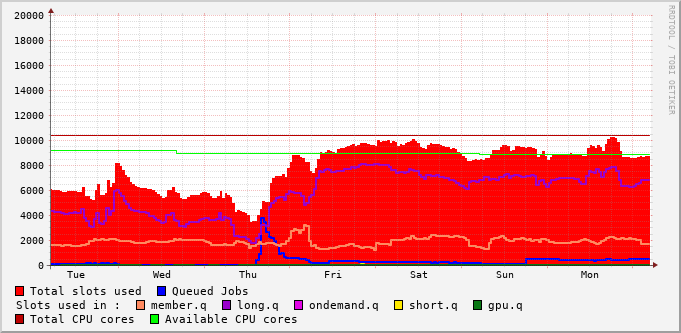 20000
18000
16000
14000
12000
10000
8000
6000
4000
2000
0
Tue Wed Thu Fri Sat Sun Mon
RRDTOOL / TOBI OETIKER
Total slots used Queued Jobs
Slots used in : member.q long.q ondemand.q short.q gpu.q
Total CPU cores Available CPU cores